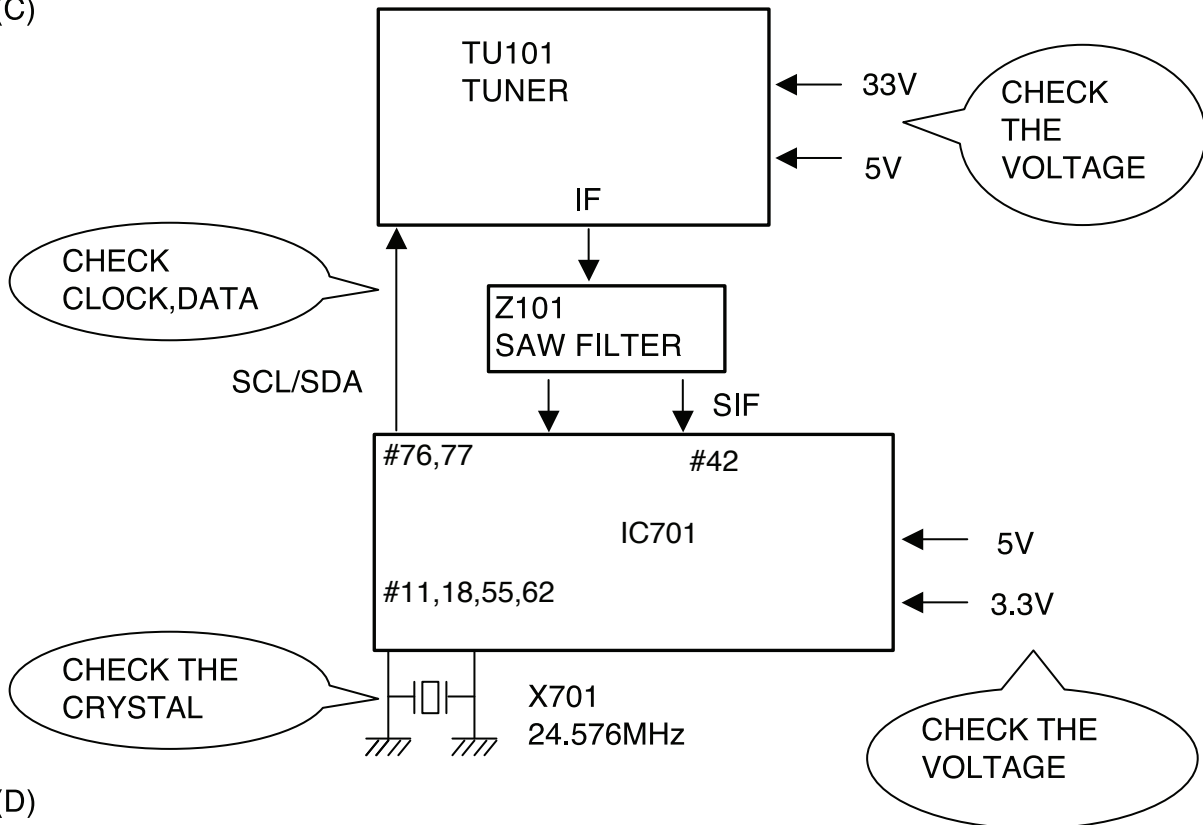 (C)
TU101
TUNER
33V
5V
IF
CHECK
THE
VOLTAGE
CHECK
CLOCK,DATA
Z101
SAW FILTER
SCL/SDA
SIF
#76,77
#42
IC701
5V
#11,18,55,62
3.3V
CHECK THE
CRYSTAL
X701
24.576MHz
CHECK THE
VOLTAGE
(D)